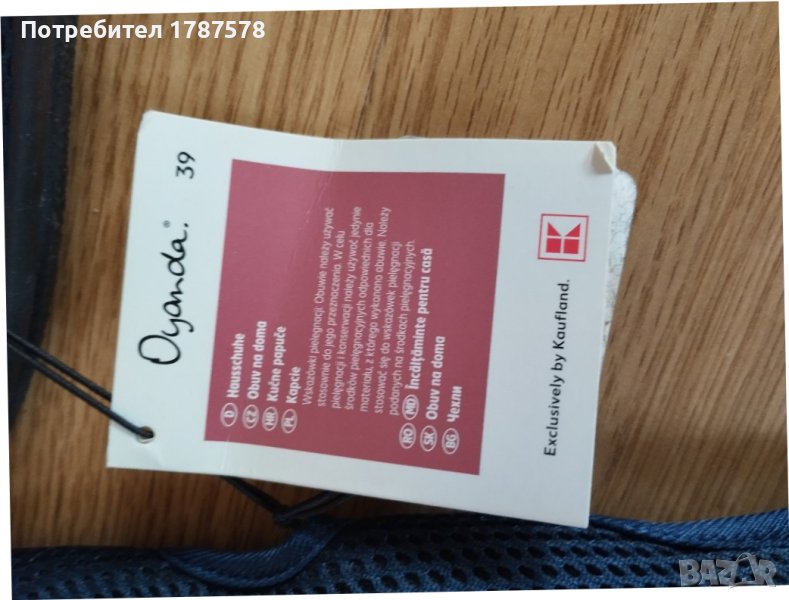 Потребител 1787578
Oyanda.® 39
D Hausschuhe
CZ Obuv na doma
HR Kućne papuče
PL Kapcie
Wskazówki pielęgnacji: Obuwie należy używać
stosownie do jego przeznaczenia. W celu
pielęgnacji i konserwacji należy używać jedynie
środków pielęgnacyjnych odpowiednich dla
materiału, z którego wykonano obuwie. Należy
stosować się do wskazówek pielęgnacji
podanych na środkach pielęgnacyjnych.
RO MD Încălțăminte pentru casă
SK Obuv na doma
BG Чехли
Exclusively by Kaufland.
BAZAR